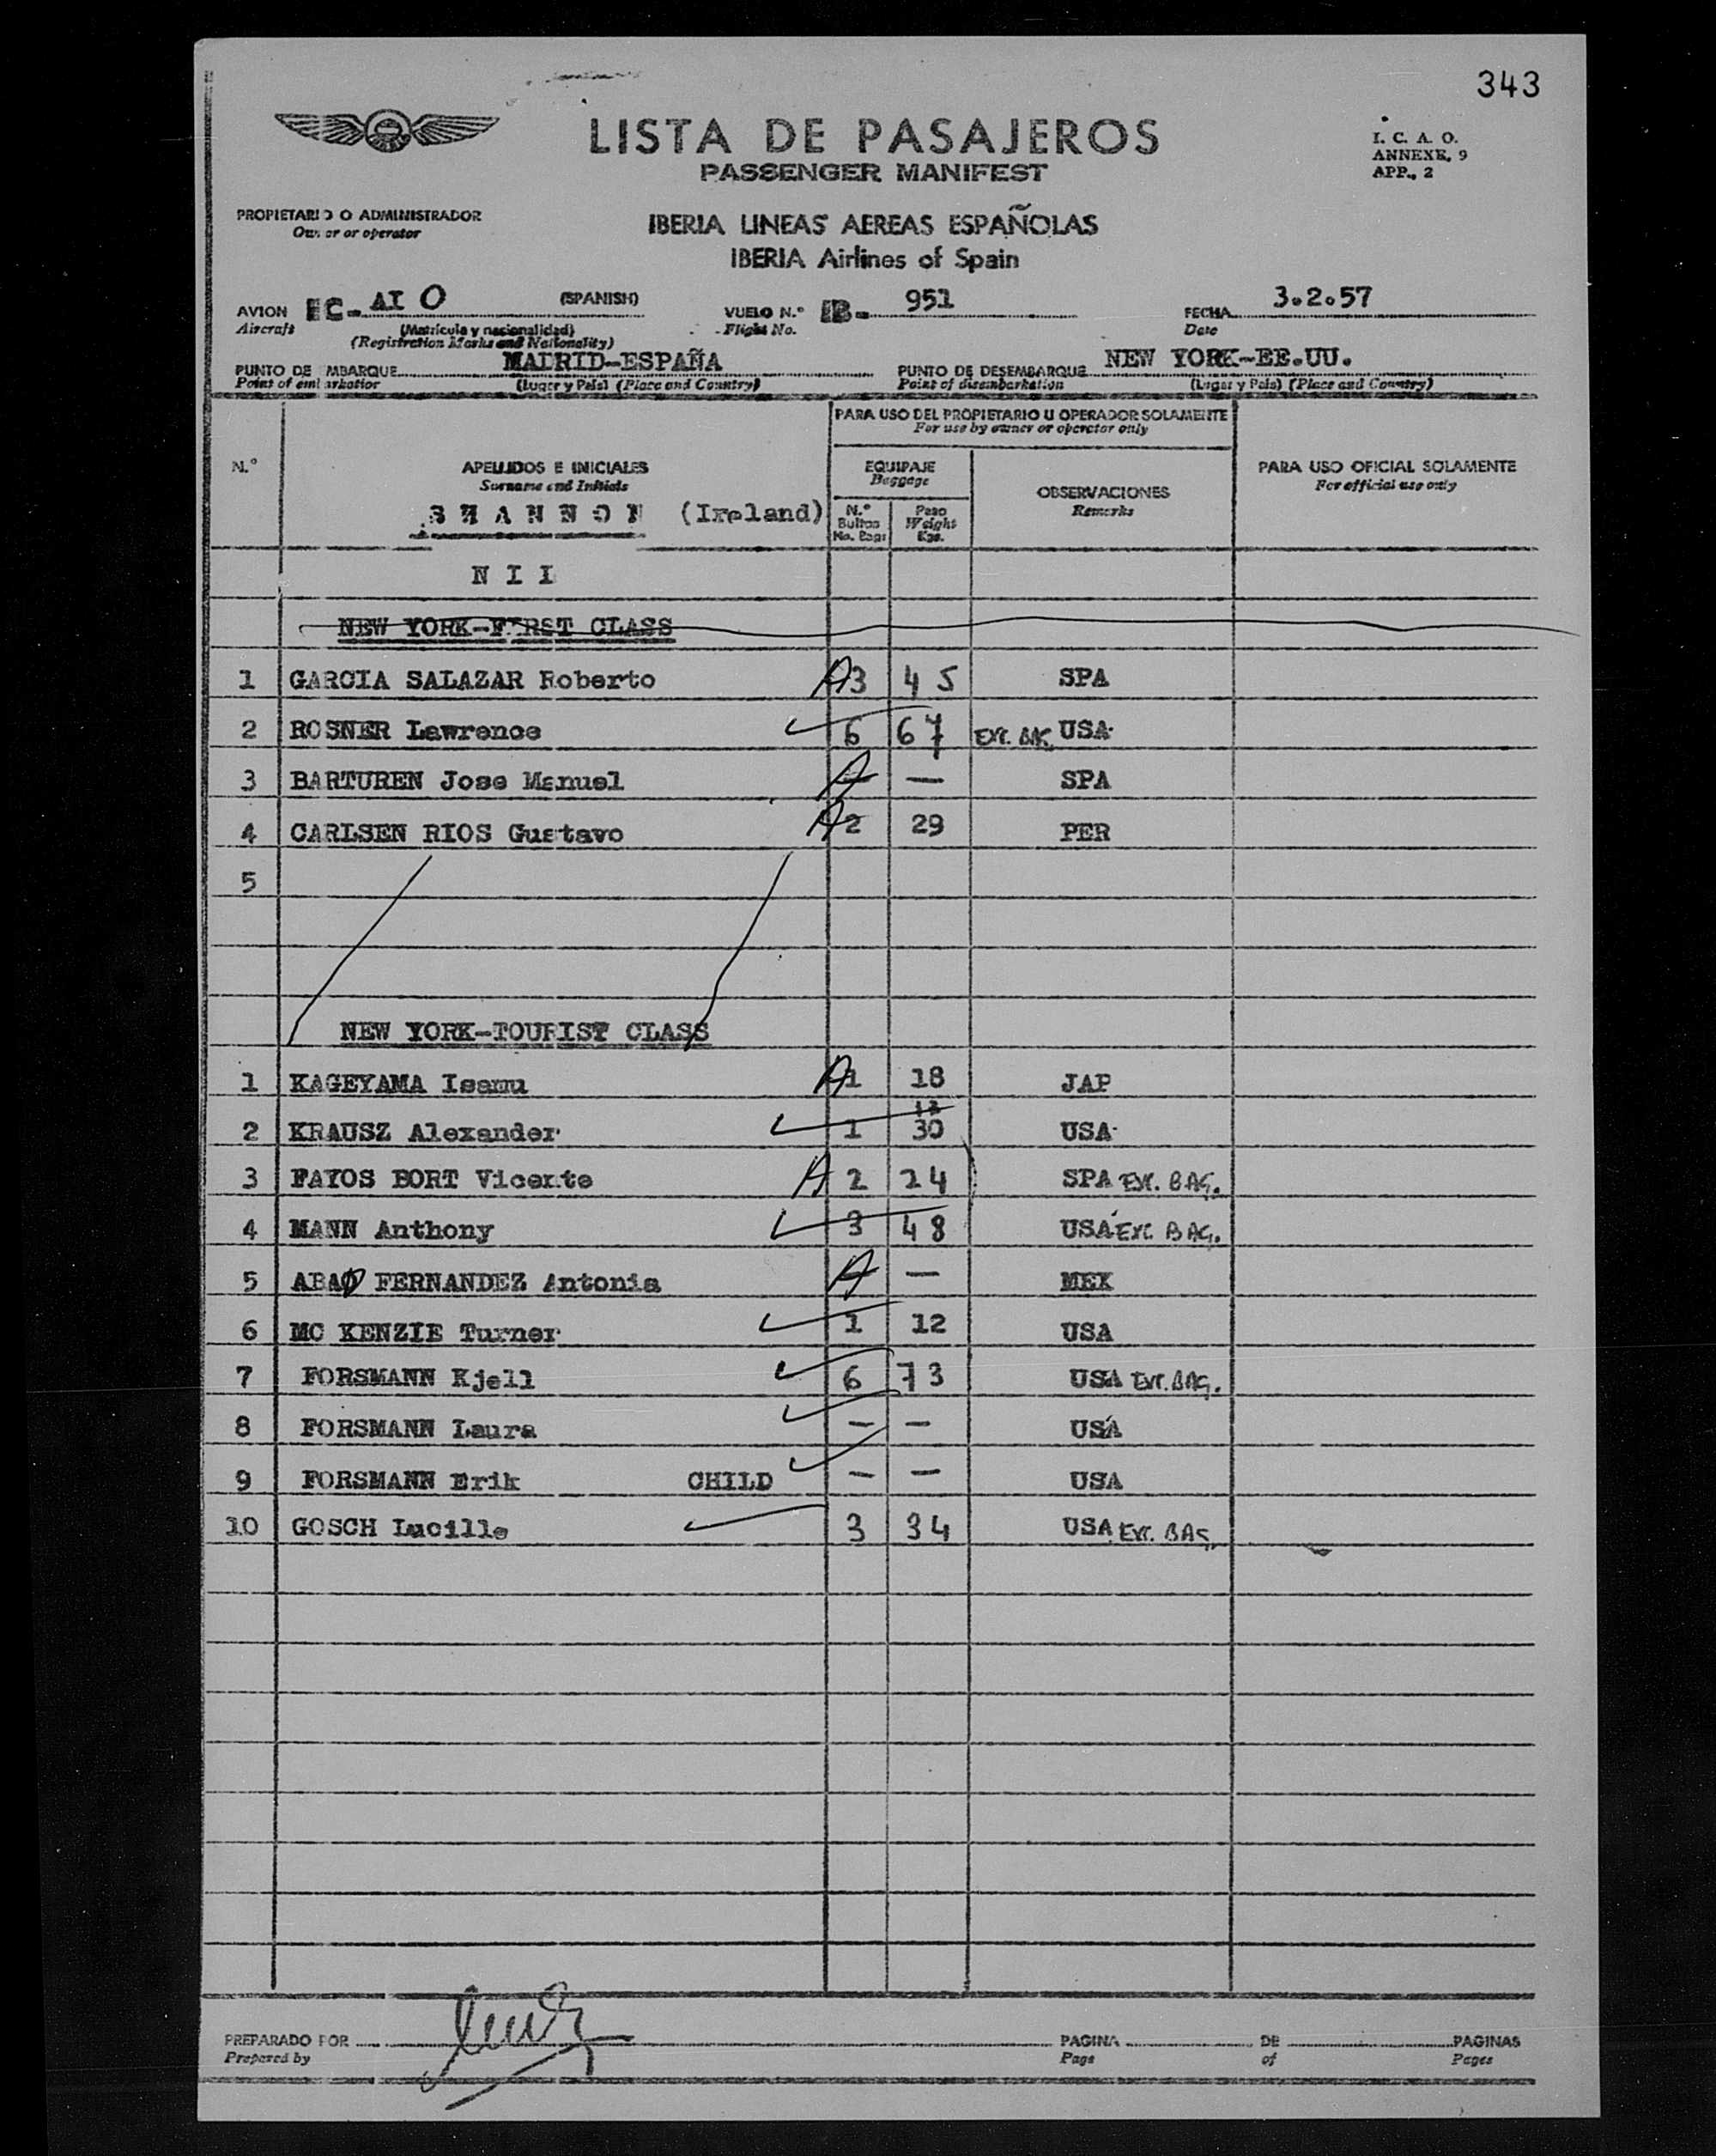 343
LISTA DE PASAJEROS
PASSENGER MANIFEST
I. C. A. O.
ANNEXE, 9
APP., 2
PROPIETARIO O ADMINISTRADOR
Owner or operator
IBERIA LINEAS AEREAS ESPAÑOLAS
IBERIA Airlines of Spain
AVION EC- AI O (SPANISH) VUELO N.° IB- 951 FECHA 3.2.57
Aircraft (Matrícula y nacionalidad) Flight No. Date
(Registration Marks and Nationality)
PUNTO DE EMBARQUE MADRID-ESPAÑA PUNTO DE DESEMBARQUE NEW YORK-EE.UU.
Point of embarkation (Lugar y País) (Place and Country) Point of disembarkation (Lugar y País) (Place and Country)
PARA USO DEL PROPIETARIO U OPERADOR SOLAMENTE
For use by owner or operator only
N.° APELLIDOS E INICIALES EQUIPAJE OBSERVACIONES PARA USO OFICIAL SOLAMENTE
Surname and Initials Baggage Remarks For official use only
SHANNON (Ireland) N.° Bultos No. Bags Peso Weight Kgs.
N I L
NEW YORK-FIRST CLASS
1 GARCIA SALAZAR Roberto A 3 45 SPA
2 ROSNER Lawrence 6 67 EXC. BAG. USA
3 BARTUREN Jose Manuel A — SPA
4 CARLSEN RIOS Gustavo A 2 29 PER
5
NEW YORK-TOURIST CLASS
1 KAGEYAMA Isamu A 1 18 JAP
2 KRAUSZ Alexander 1 30 USA
3 FAYOS BORT Vicente A 2 24 SPA EXC. BAG.
4 MANN Anthony 3 48 USA EXC. BAG.
5 ABAO FERNANDEZ Antonia A — MEX
6 MC KENZIE Turner 1 12 USA
7 FORSMANN Kjell 6 73 USA EXC. BAG.
8 FORSMANN Laura — — USA
9 FORSMANN Erik CHILD — — USA
10 GOSCH Lucille 3 34 USA EXC. BAG.
PREPARADO POR PAGINA DE PAGINAS
Prepared by Page of Pages